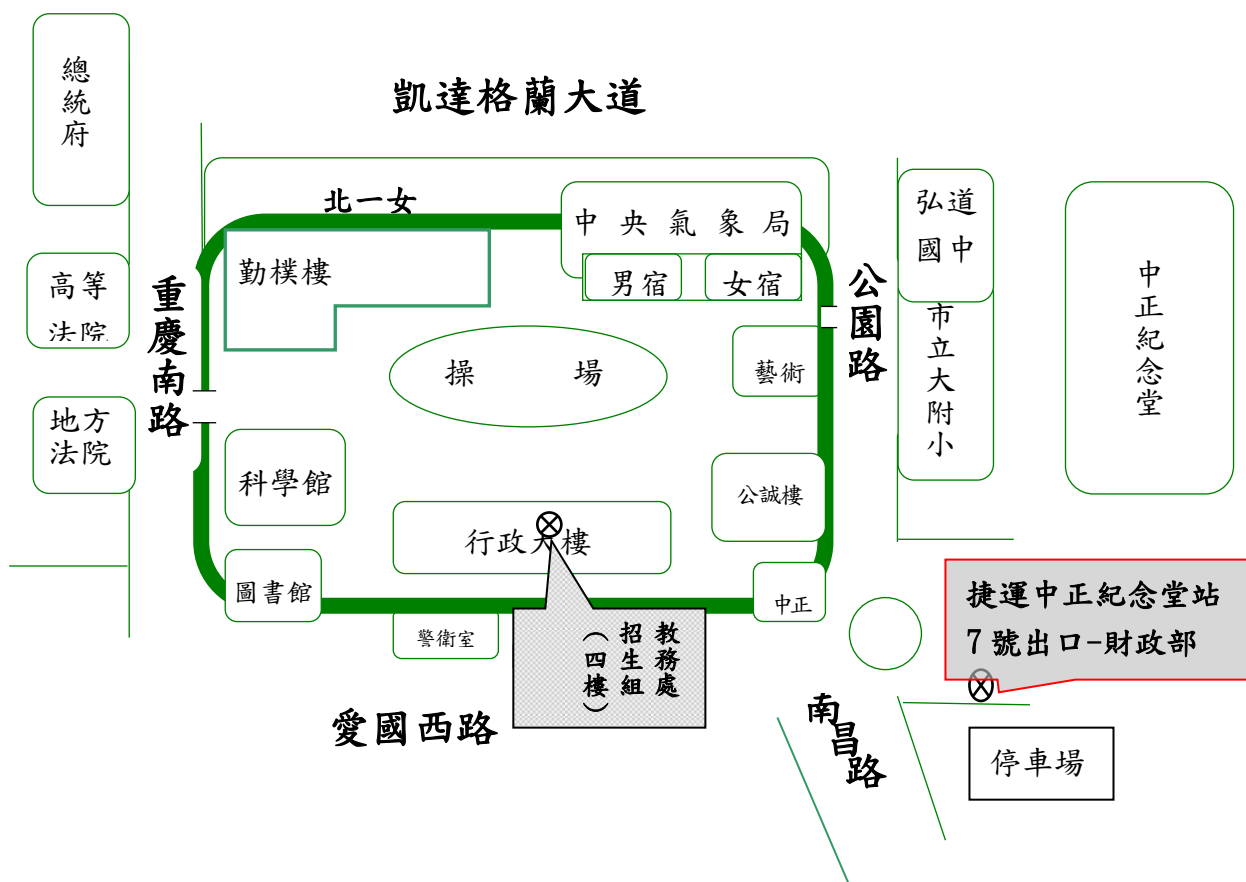 總統府
凱達格蘭大道
北一女
中央氣象局
弘道
國中
中正紀念堂
勤樸樓
男宿
女宿
高等
法院
重慶南路
公園路
市立大附小
操場
藝術
地方
法院
科學館
公誠樓
行政大樓
圖書館
中正
警衛室
教務處
招生組
(四樓)
捷運中正紀念堂站
7號出口-財政部
愛國西路
南昌路
停車場